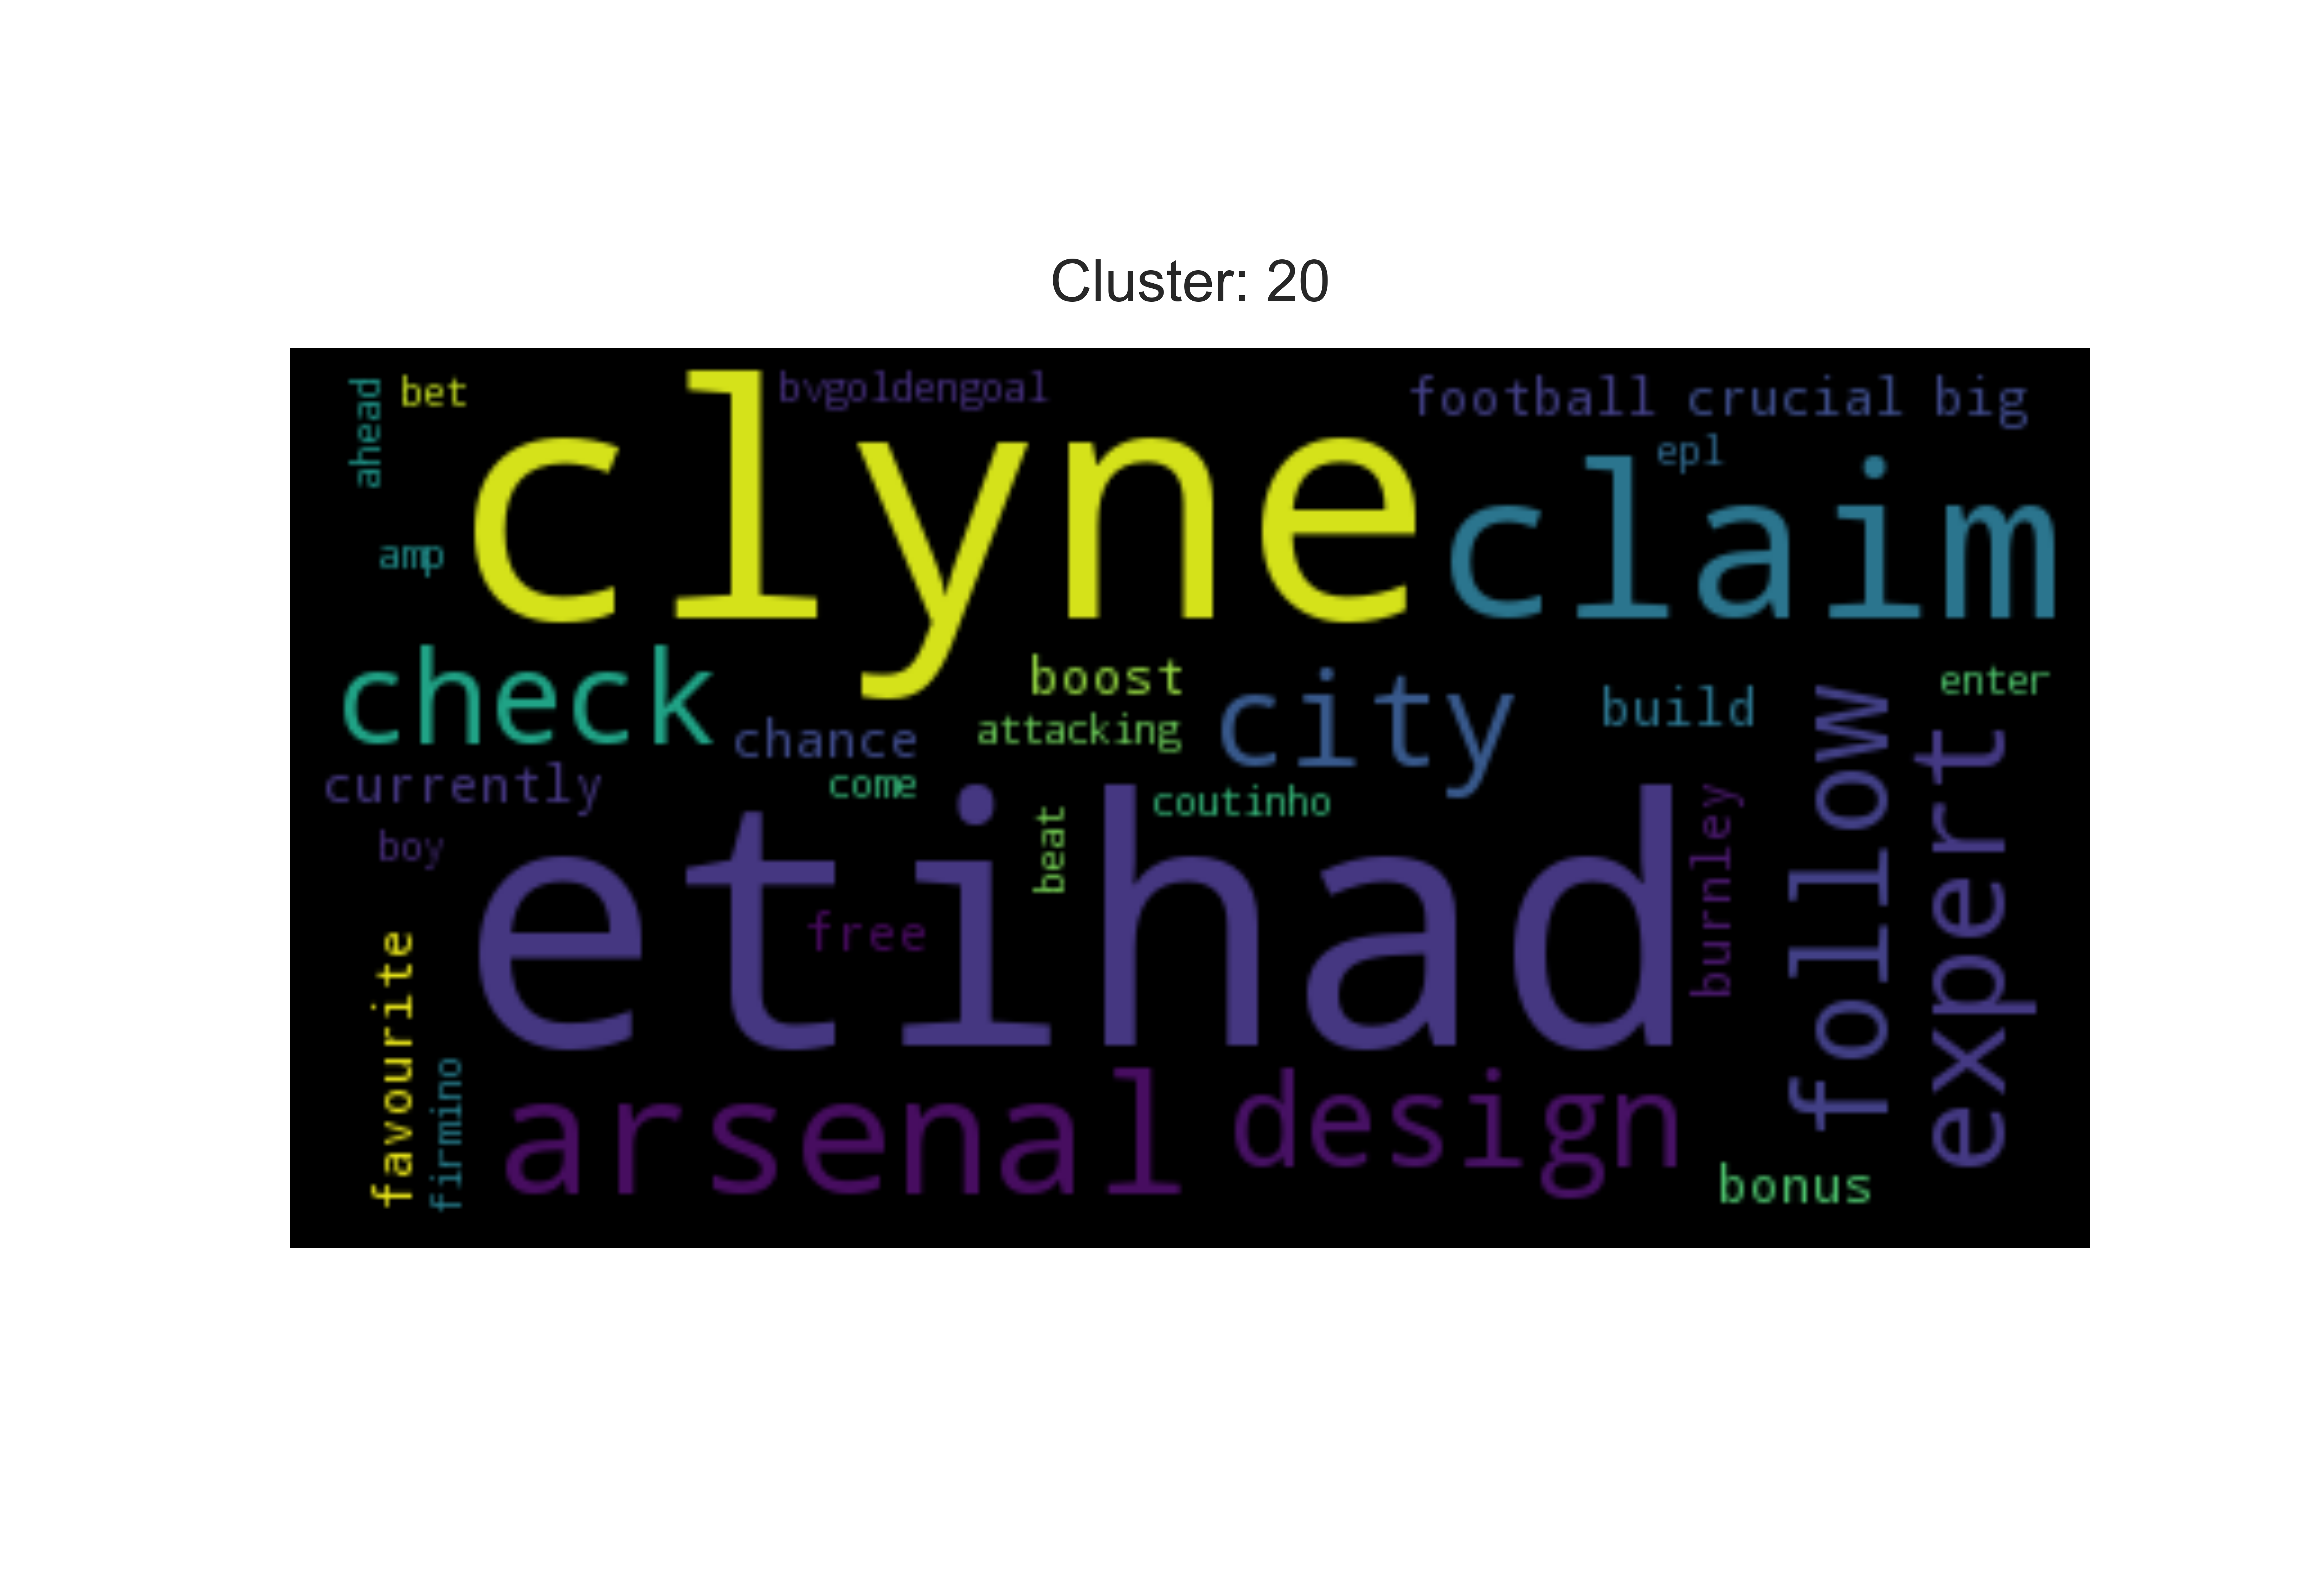 Cluster: 20
ahead
bet
bvgoldengoal
football crucial big
clyne
epl
claim
amp
check
boost
city
build
enter
chance
attacking
currently
come
coutinho
follow
expert
boy
beat
burnley
etihad
free
favourite
firmino
arsenal
design
bonus